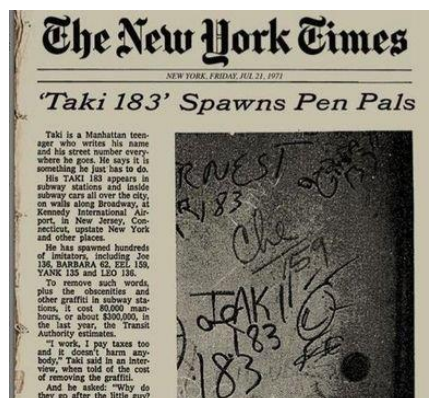 The New York Times
NEW YORK, FRIDAY, JUL 21, 1971
'Taki 183' Spawns Pen Pals
Taki is a Manhattan teen-
ager who writes his name
and his street number every-
where he goes. He says it is
something he just has to do.
His TAKI 183 appears in
subway stations and inside
subway cars all over the city,
on walls along Broadway, at
Kennedy International Air-
port, in New Jersey, Con-
necticut, upstate New York
and other places.
He has spawned hundreds
of imitators, including Joe
136, BARBARA 62, EEL 159,
YANK 135 and LEO 136.
To remove such words,
plus the obscenities and
other graffiti in subway sta-
tions, it cost 80,000 man-
hours, or about $300,000, in
the last year, the Transit
Authority estimates.
"I work, I pay taxes too
and it doesn't harm any-
body," Taki said in an inter-
view, when told of the cost
of removing the graffiti.
And he asked: "Why do
they go after the little guy?
RNEST
183
Che
159
TAKI
183
183